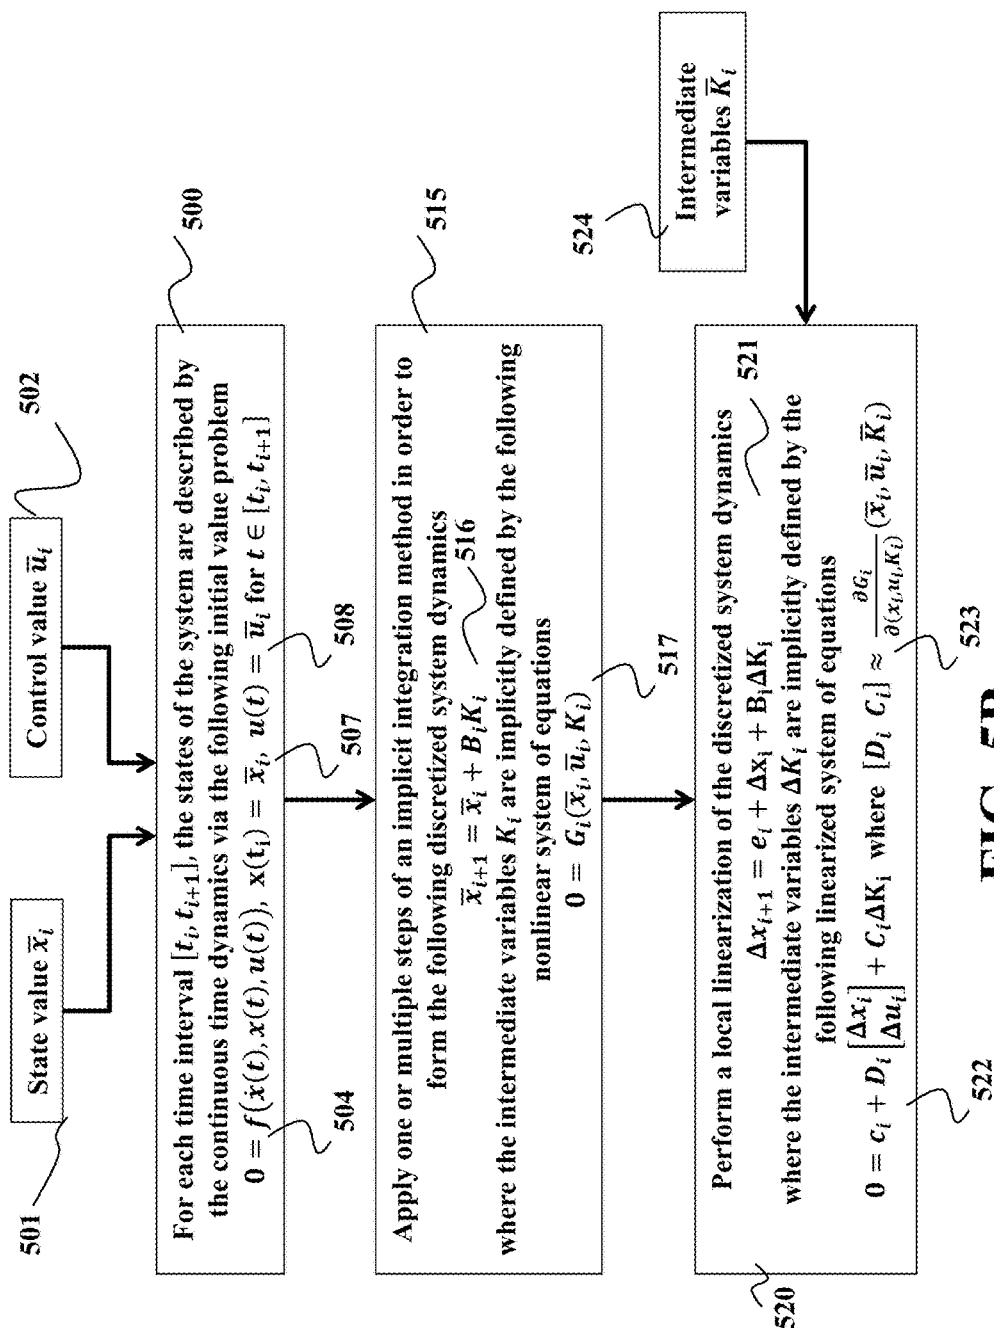 501
State value x̅ᵢ
Control value u̅ᵢ
502
500
For each time interval [tᵢ, tᵢ₊₁], the states of the system are described by
the continuous time dynamics via the following initial value problem
0 = f(ẋ(t), x(t), u(t)), x(tᵢ) = x̅ᵢ, u(t) = u̅ᵢ for t ∈ [tᵢ, tᵢ₊₁]
504
507
508
515
Apply one or multiple steps of an implicit integration method in order to
form the following discretized system dynamics
x̅ᵢ₊₁ = x̅ᵢ + BᵢKᵢ
516
where the intermediate variables Kᵢ are implicitly defined by the following
nonlinear system of equations
0 = Gᵢ(x̅ᵢ, u̅ᵢ, Kᵢ)
517
524
Intermediate
variables K̅ᵢ
520
Perform a local linearization of the discretized system dynamics
521
Δxᵢ₊₁ = eᵢ + Δxᵢ + BᵢΔKᵢ
where the intermediate variables ΔKᵢ are implicitly defined by the
following linearized system of equations
0 = cᵢ + Dᵢ [Δxᵢ Δuᵢ] + CᵢΔKᵢ where [Dᵢ Cᵢ] ≈ ∂Gᵢ/∂(xᵢ,uᵢ,Kᵢ) (x̅ᵢ, u̅ᵢ, K̅ᵢ)
522
523